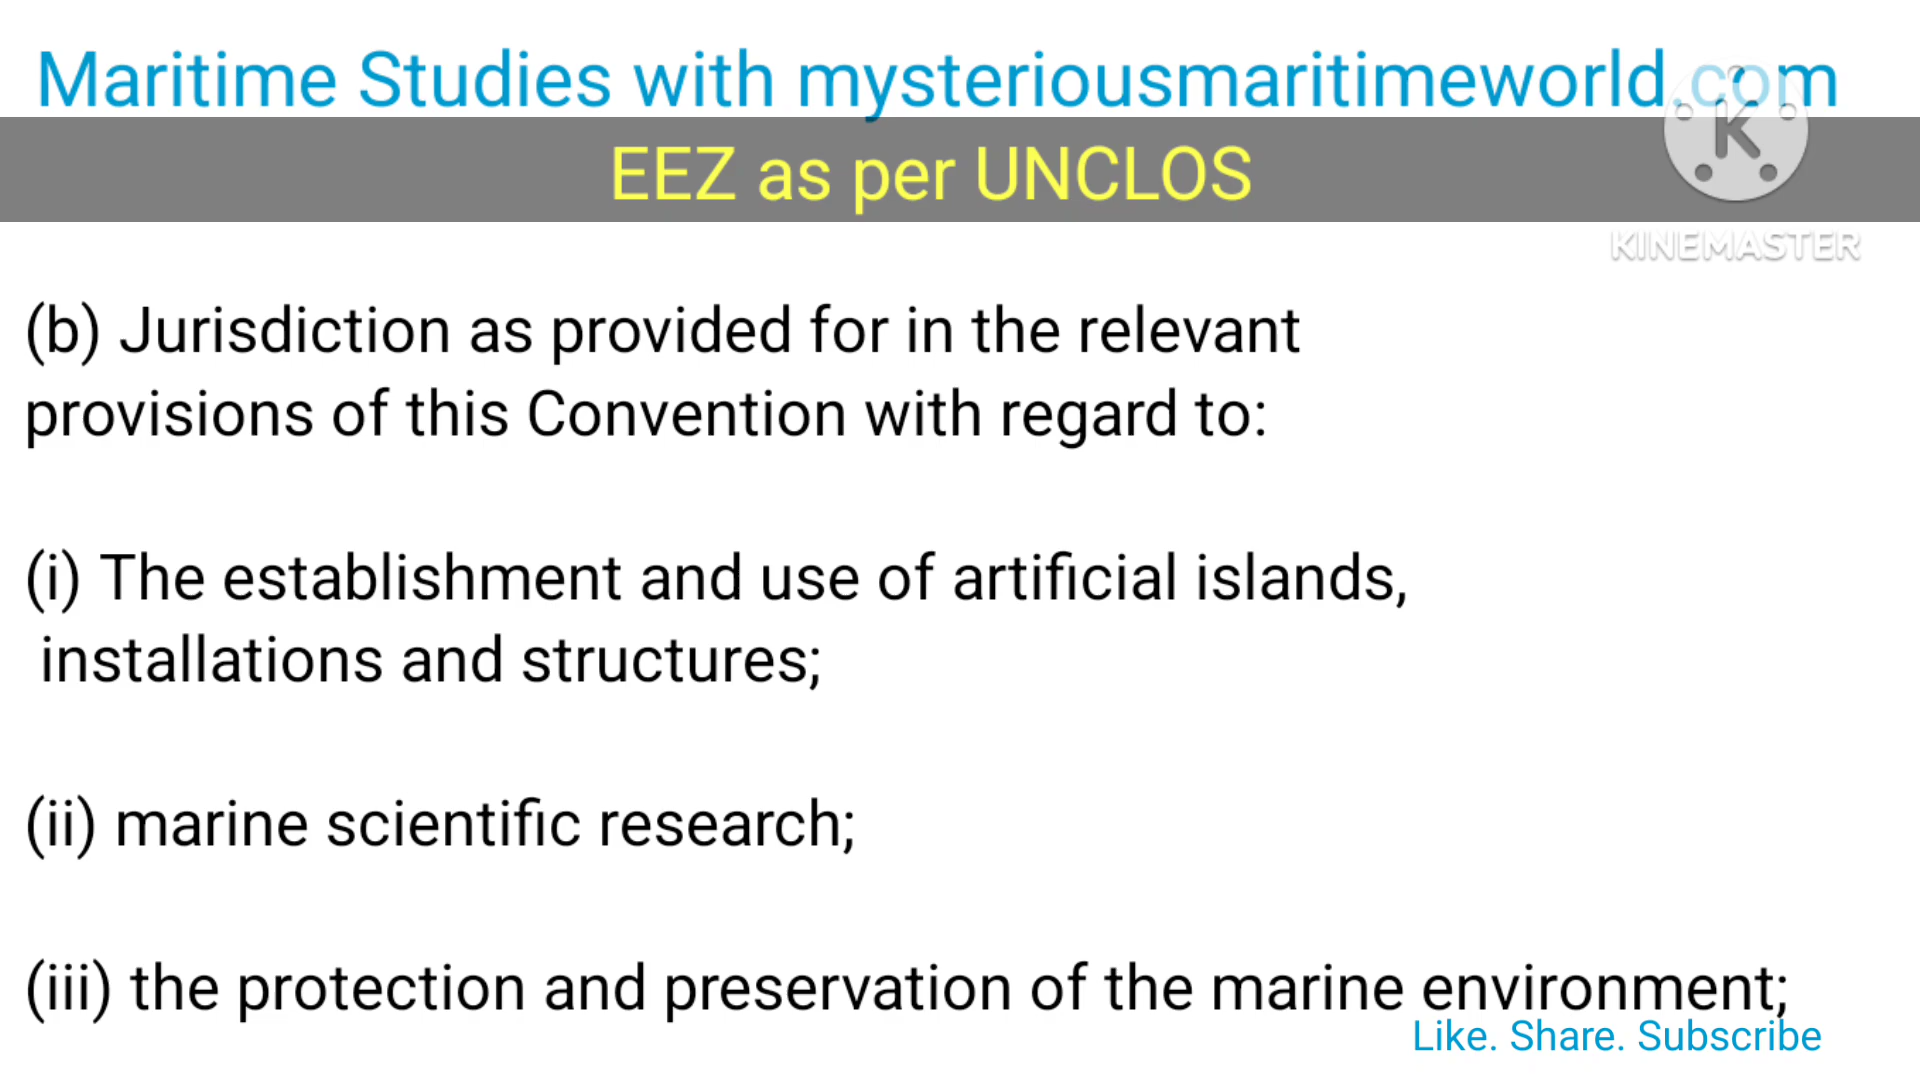 Maritime Studies with mysteriousmaritimeworld.com
EEZ as per UNCLOS
K
KINEMASTER
(b) Jurisdiction as provided for in the relevant
provisions of this Convention with regard to:
(i) The establishment and use of artificial islands,
installations and structures;
(ii) marine scientific research;
(iii) the protection and preservation of the marine environment;
Like. Share. Subscribe